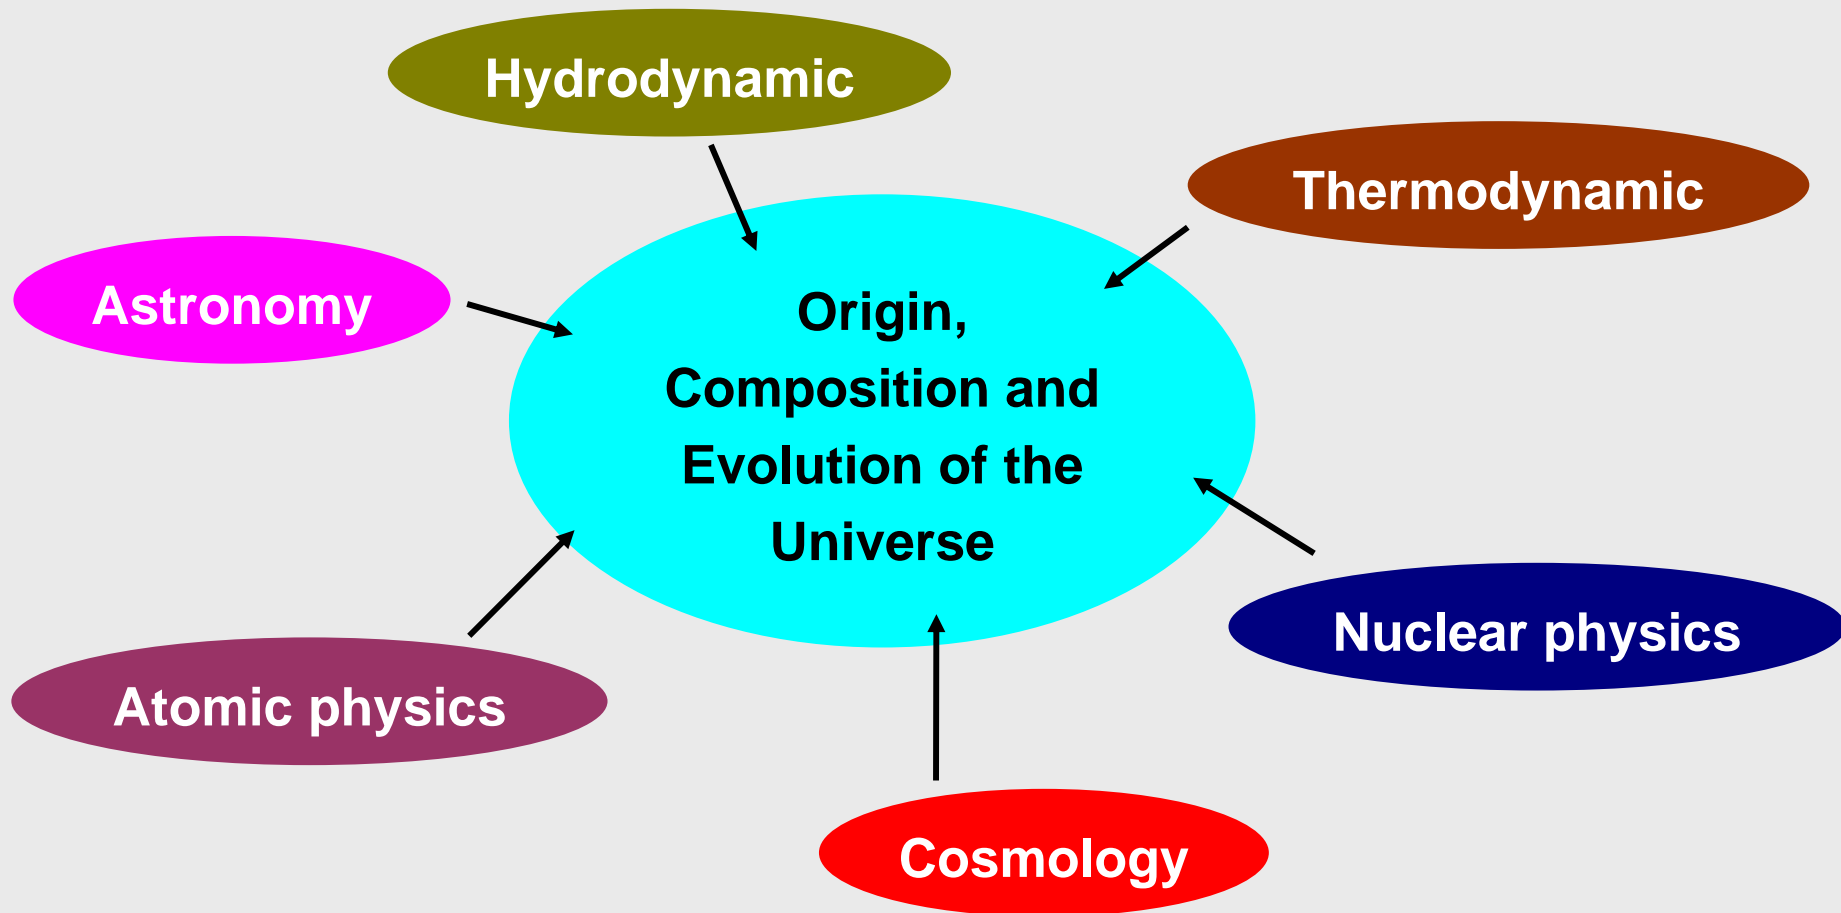 Hydrodynamic
Thermodynamic
Astronomy
Origin,
Composition and
Evolution of the
Universe
Nuclear physics
Atomic physics
Cosmology